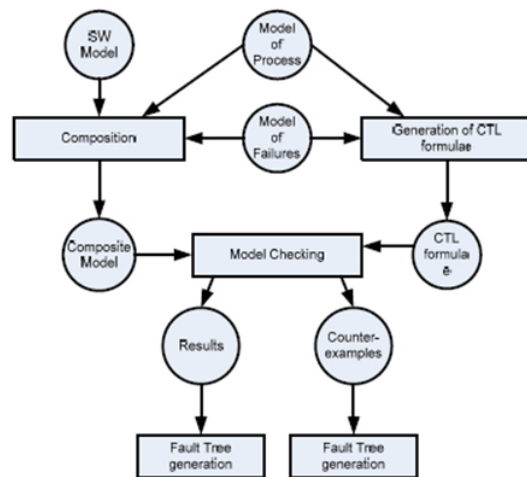 SW
Model
Model
of
Process
Composition
Model
of
Failures
Generation of CTL
formulae
Composite
Model
Model Checking
CTL
formula
e
Results
Counter-
examples
Fault Tree
generation
Fault Tree
generation